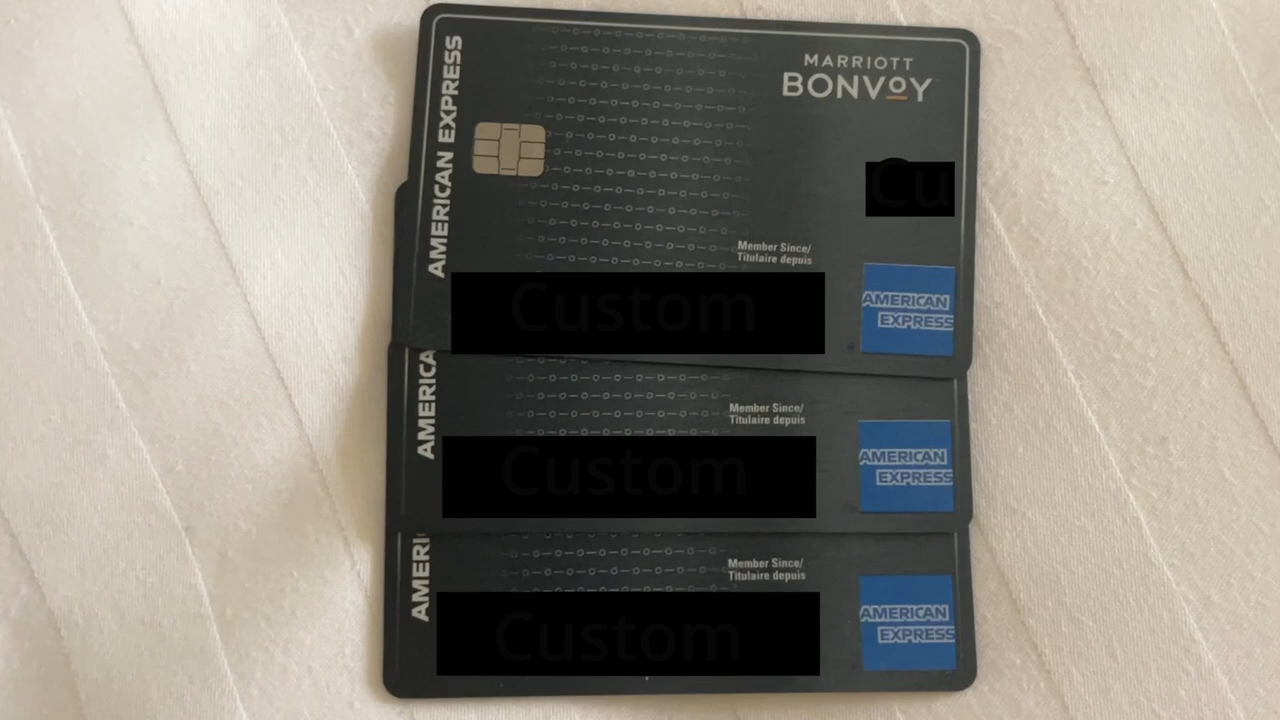 AMERICAN EXPRESS
MARRIOTT
BONVOY
Cu
Member Since/
Titulaire depuis
Custom
AMERICAN
EXPRESS
AMERICA
Member Since/
Titulaire depuis
Custom
AMERICAN
EXPRESS
AMERI
Member Since/
Titulaire depuis
Custom
AMERICAN
EXPRESS